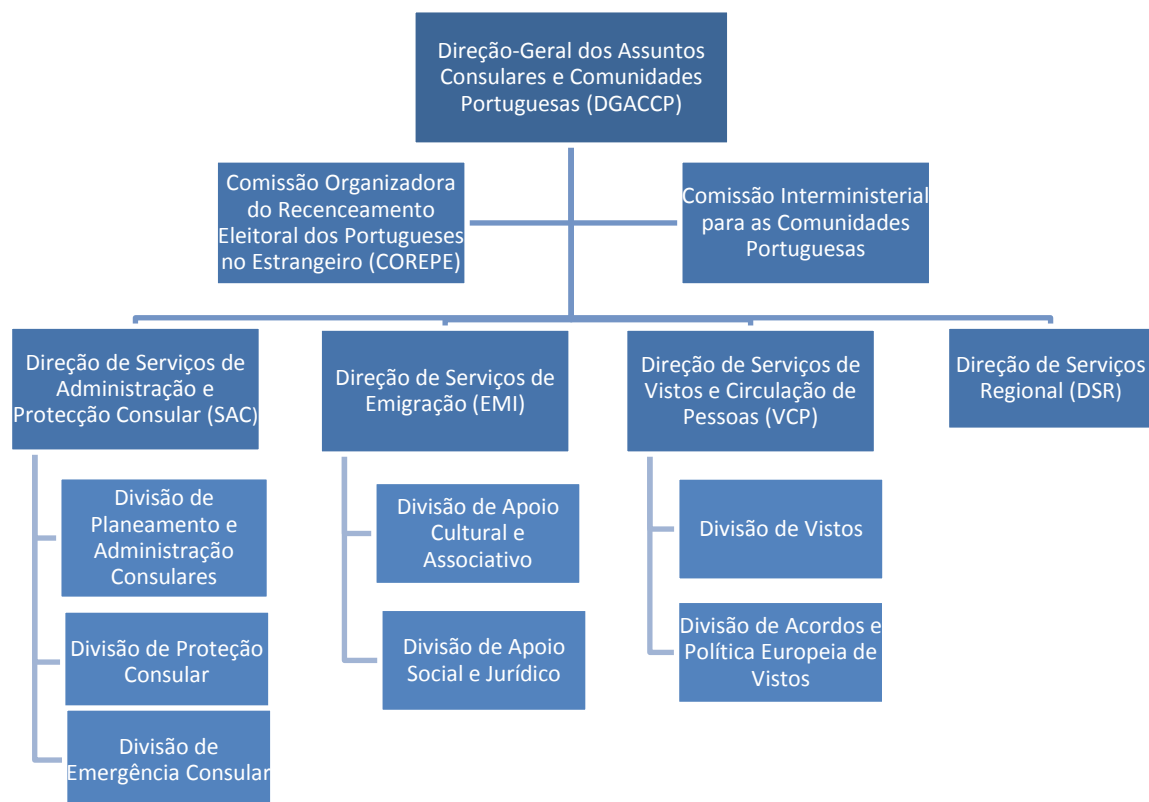 Direção-Geral dos Assuntos
Consulares e Comunidades
Portuguesas (DGACCP)
Comissão Organizadora
do Recenceamento
Eleitoral dos Portugueses
no Estrangeiro (COREPE)
Comissão Interministerial
para as Comunidades
Portuguesas
Direção de Serviços de
Administração e
Protecção Consular (SAC)
Direção de Serviços de
Emigração (EMI)
Direção de Serviços de
Vistos e Circulação de
Pessoas (VCP)
Direção de Serviços
Regional (DSR)
Divisão de
Planeamento e
Administração
Consulares
Divisão de Proteção
Consular
Divisão de
Emergência Consular
Divisão de Apoio
Cultural e
Associativo
Divisão de Apoio
Social e Jurídico
Divisão de Vistos
Divisão de Acordos e
Política Europeia de
Vistos